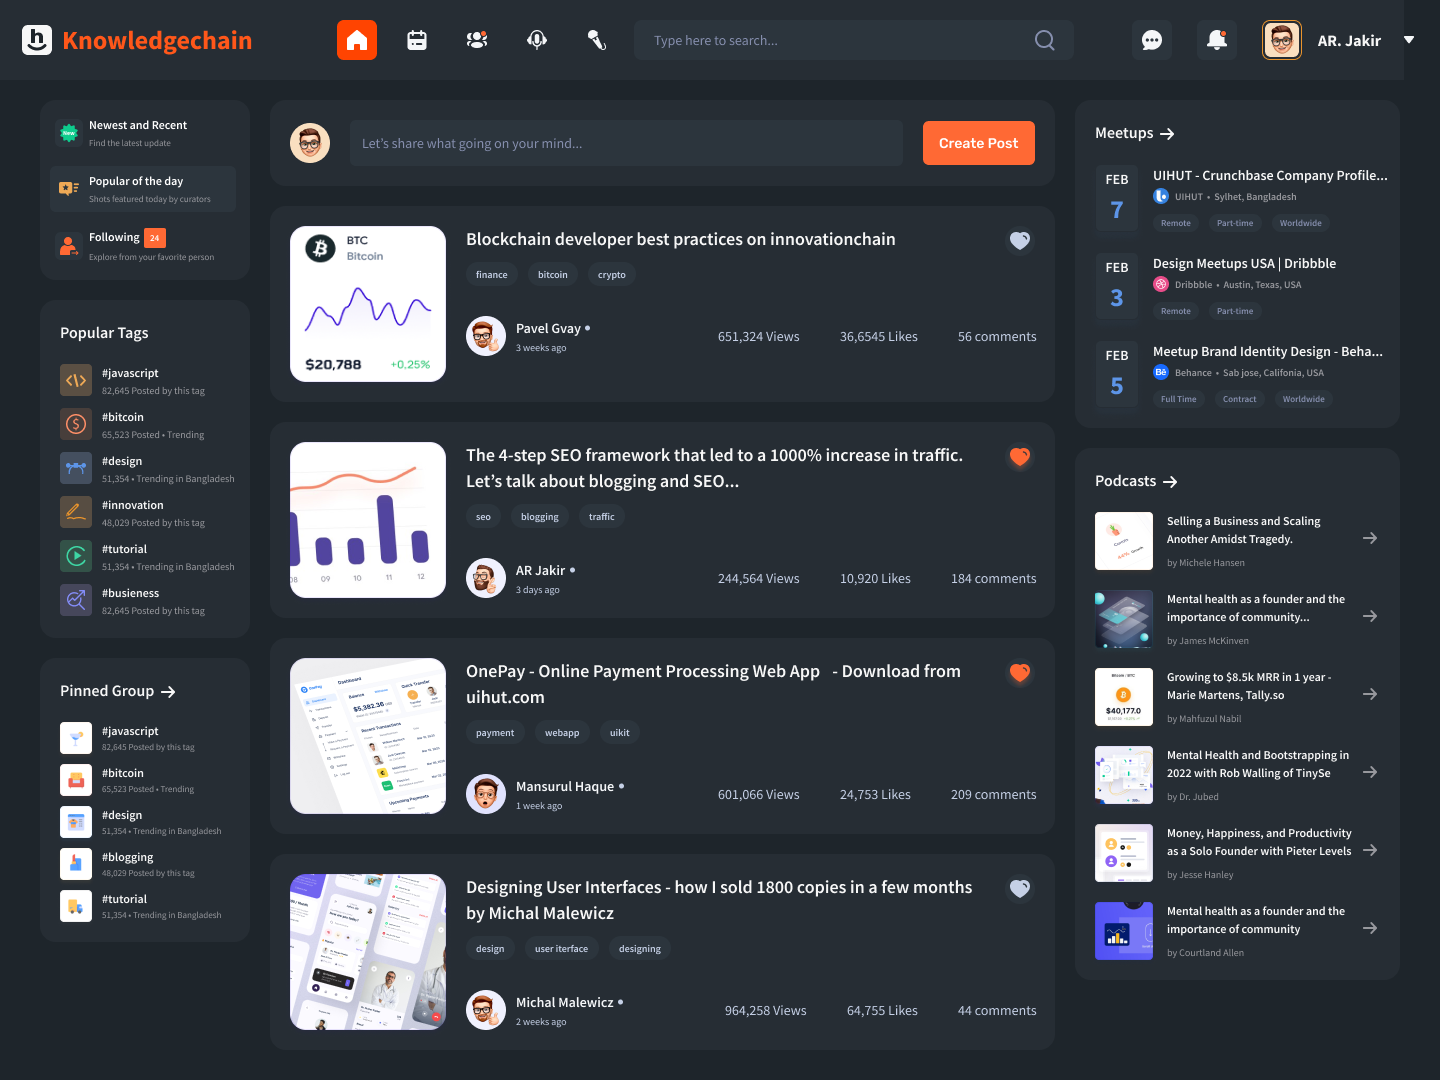 Knowledgechain
Type here to search...
AR. Jakir
Newest and Recent
Find the latest update
Popular of the day
Shots featured today by curators
Following 24
Explore from your favorite person
Popular Tags
#javascript
82,645 Posted by this tag
#bitcoin
65,523 Posted • Trending
#design
51,354 • Trending in Bangladesh
#innovation
48,029 Posted by this tag
#tutorial
51,354 • Trending in Bangladesh
#busieness
82,645 Posted by this tag
Pinned Group
#javascript
82,645 Posted by this tag
#bitcoin
65,523 Posted • Trending
#design
51,354 • Trending in Bangladesh
#blogging
48,029 Posted by this tag
#tutorial
51,354 • Trending in Bangladesh
Let’s share what going on your mind...
Create Post
BTC
Bitcoin
$20,788 +0.25%
Blockchain developer best practices on innovationchain
finance bitcoin crypto
Pavel Gvay
3 weeks ago
651,324 Views 36,6545 Likes 56 comments
08 09 10 11 12
The 4-step SEO framework that led to a 1000% increase in traffic.
Let’s talk about blogging and SEO...
seo blogging traffic
AR Jakir
3 days ago
244,564 Views 10,920 Likes 184 comments
Dashboard
Balance
$5,382.38
Quick Transfer
Recent Transactions
Upcoming Payments
OnePay - Online Payment Processing Web App - Download from
uihut.com
payment webapp uikit
Mansurul Haque
1 week ago
601,066 Views 24,753 Likes 209 comments
Designing User Interfaces - how I sold 1800 copies in a few months
by Michal Malewicz
design user iterface designing
Michal Malewicz
2 weeks ago
964,258 Views 64,755 Likes 44 comments
Meetups
FEB
7
UIHUT - Crunchbase Company Profile...
UIHUT • Sylhet, Bangladesh
Remote Part-time Worldwide
FEB
3
Design Meetups USA | Dribbble
Dribbble • Austin, Texas, USA
Remote Part-time
FEB
5
Meetup Brand Identity Design - Beha...
Bē Behance • Sab jose, Califonia, USA
Full Time Contract Worldwide
Podcasts
Selling a Business and Scaling
Another Amidst Tragedy.
by Michele Hansen
Mental health as a founder and the
importance of community...
by James McKinven
Bitcoin / BTC
$40,177.0
Growing to $8.5k MRR in 1 year -
Marie Martens, Tally.so
by Mahfuzul Nabil
Mental Health and Bootstrapping in
2022 with Rob Walling of TinySe
by Dr. Jubed
Money, Happiness, and Productivity
as a Solo Founder with Pieter Levels
by Jesse Hanley
Mental health as a founder and the
importance of community
by Courtland Allen